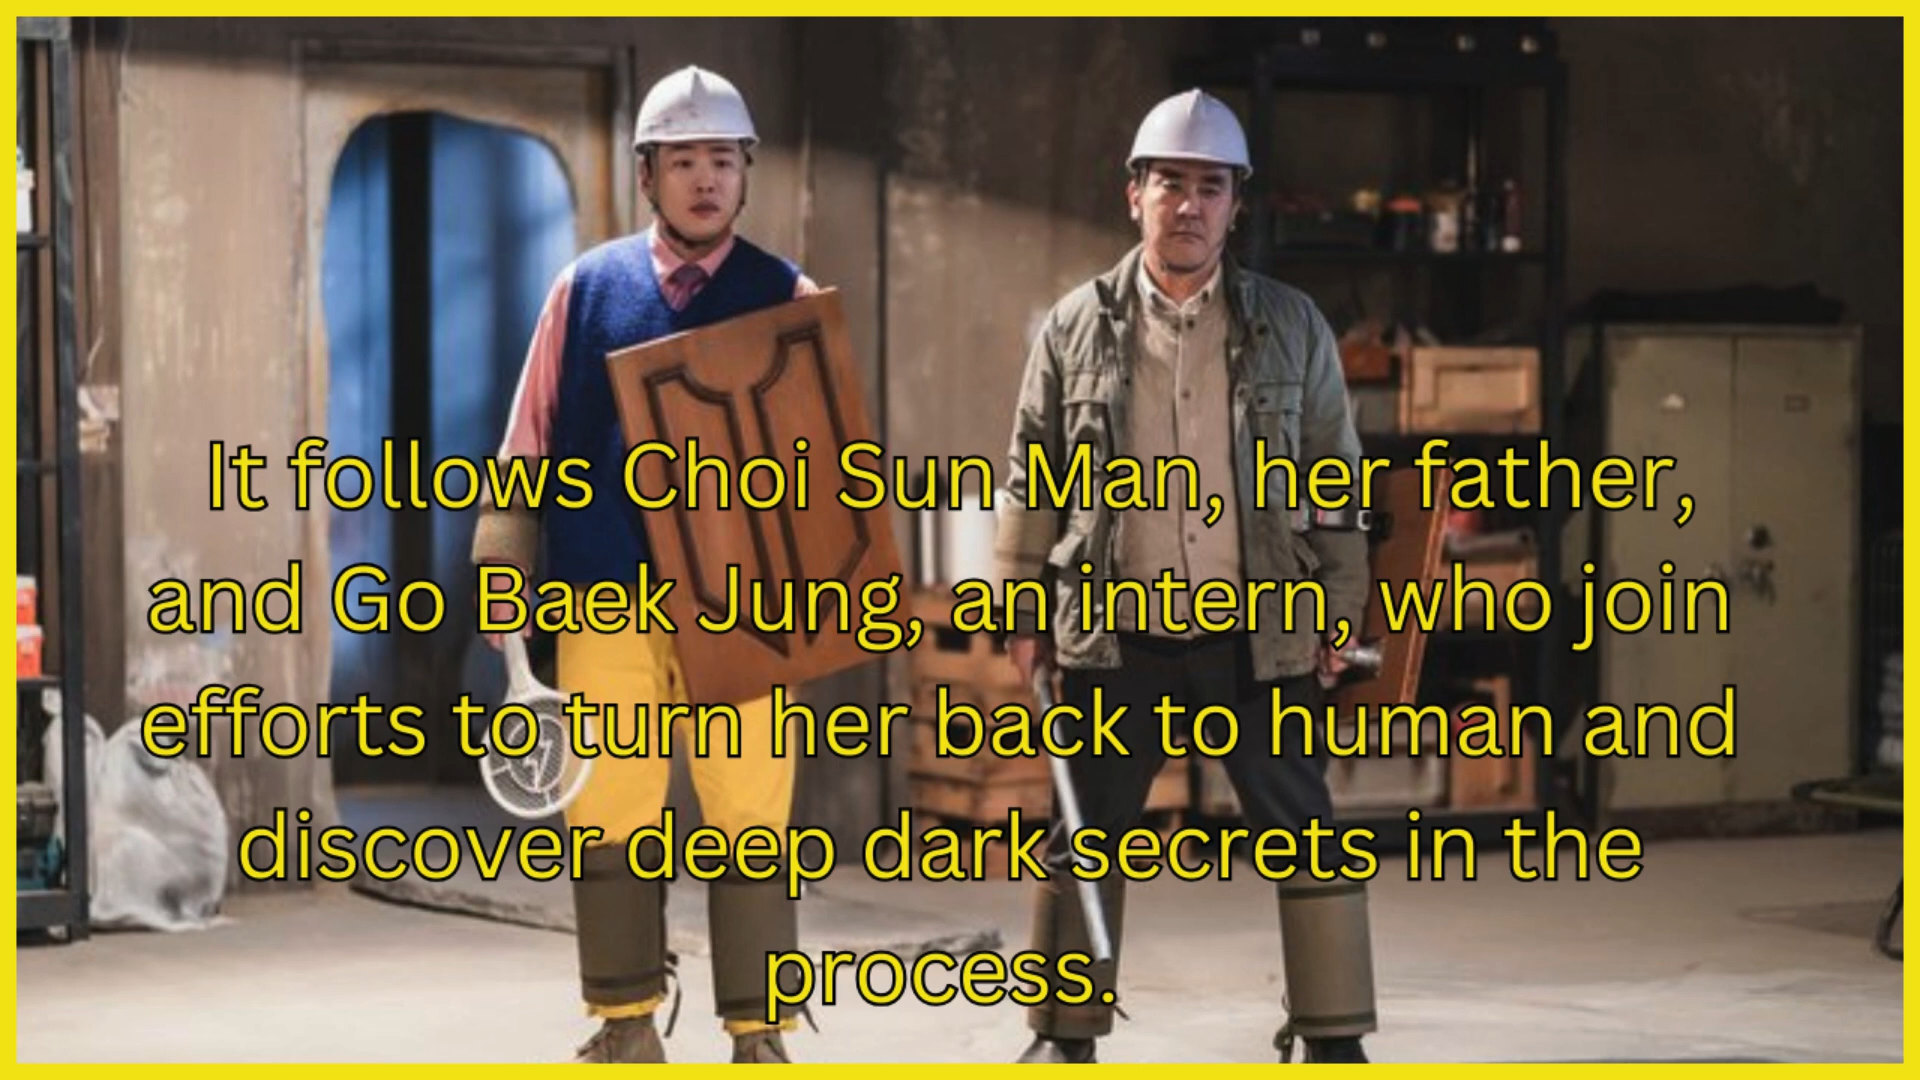 It follows Choi Sun Man, her father,
and Go Baek Jung, an intern, who join
efforts to turn her back to human and
discover deep dark secrets in the
process.